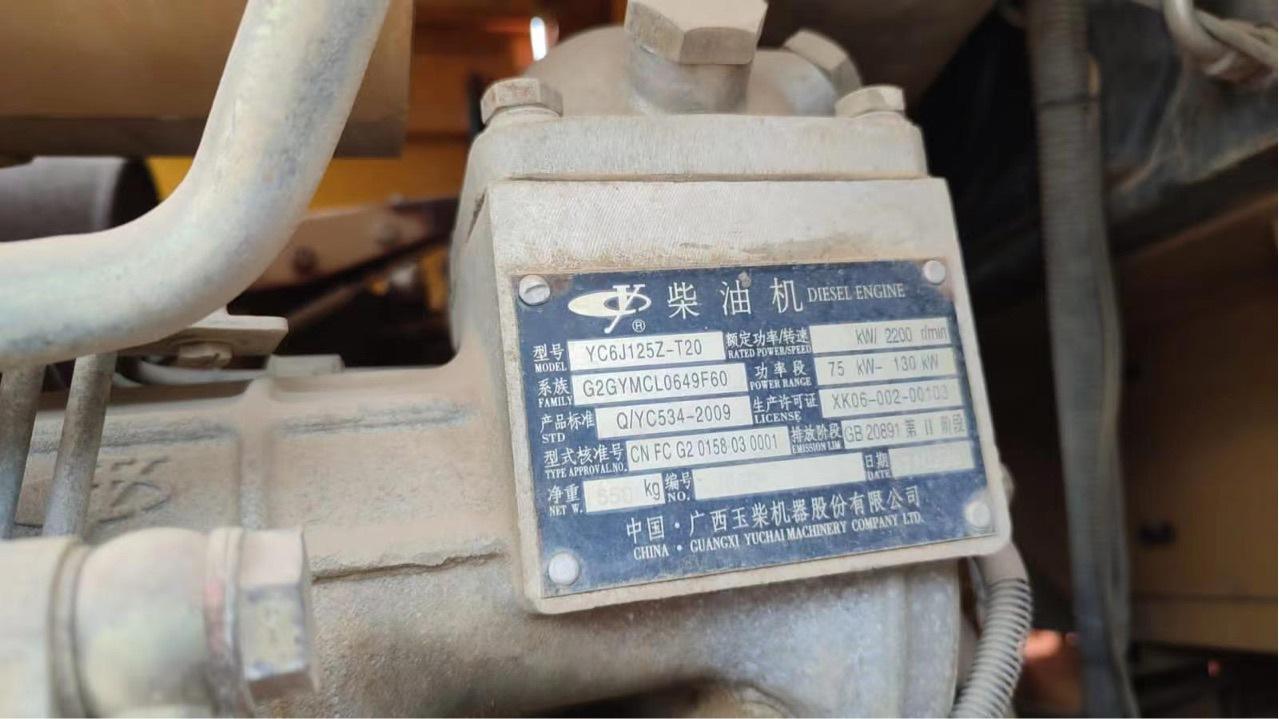 柴油机 DIESEL ENGINE
®
型号 MODEL YC6J125Z-T20 额定功率/转速 RATED POWER/SPEED kW/ 2200 r/min
系族 FAMILY G2GYMCL0649F60 功率段 POWER RANGE 75 kW- 130 kW
产品标准 STD Q/YC534-2009 生产许可证 LICENSE XK06-002-00103
型式核准号 TYPE APPROVAL.NO. CN FC G2 0158 03 0001 排放阶段 EMISSION LIM. GB 20891 第 II 阶段
净重 NET W. 650 kg 编号 NO. 日期 DATE
中国·广西玉柴机器股份有限公司
CHINA · GUANGXI YUCHAI MACHINERY COMPANY LTD.